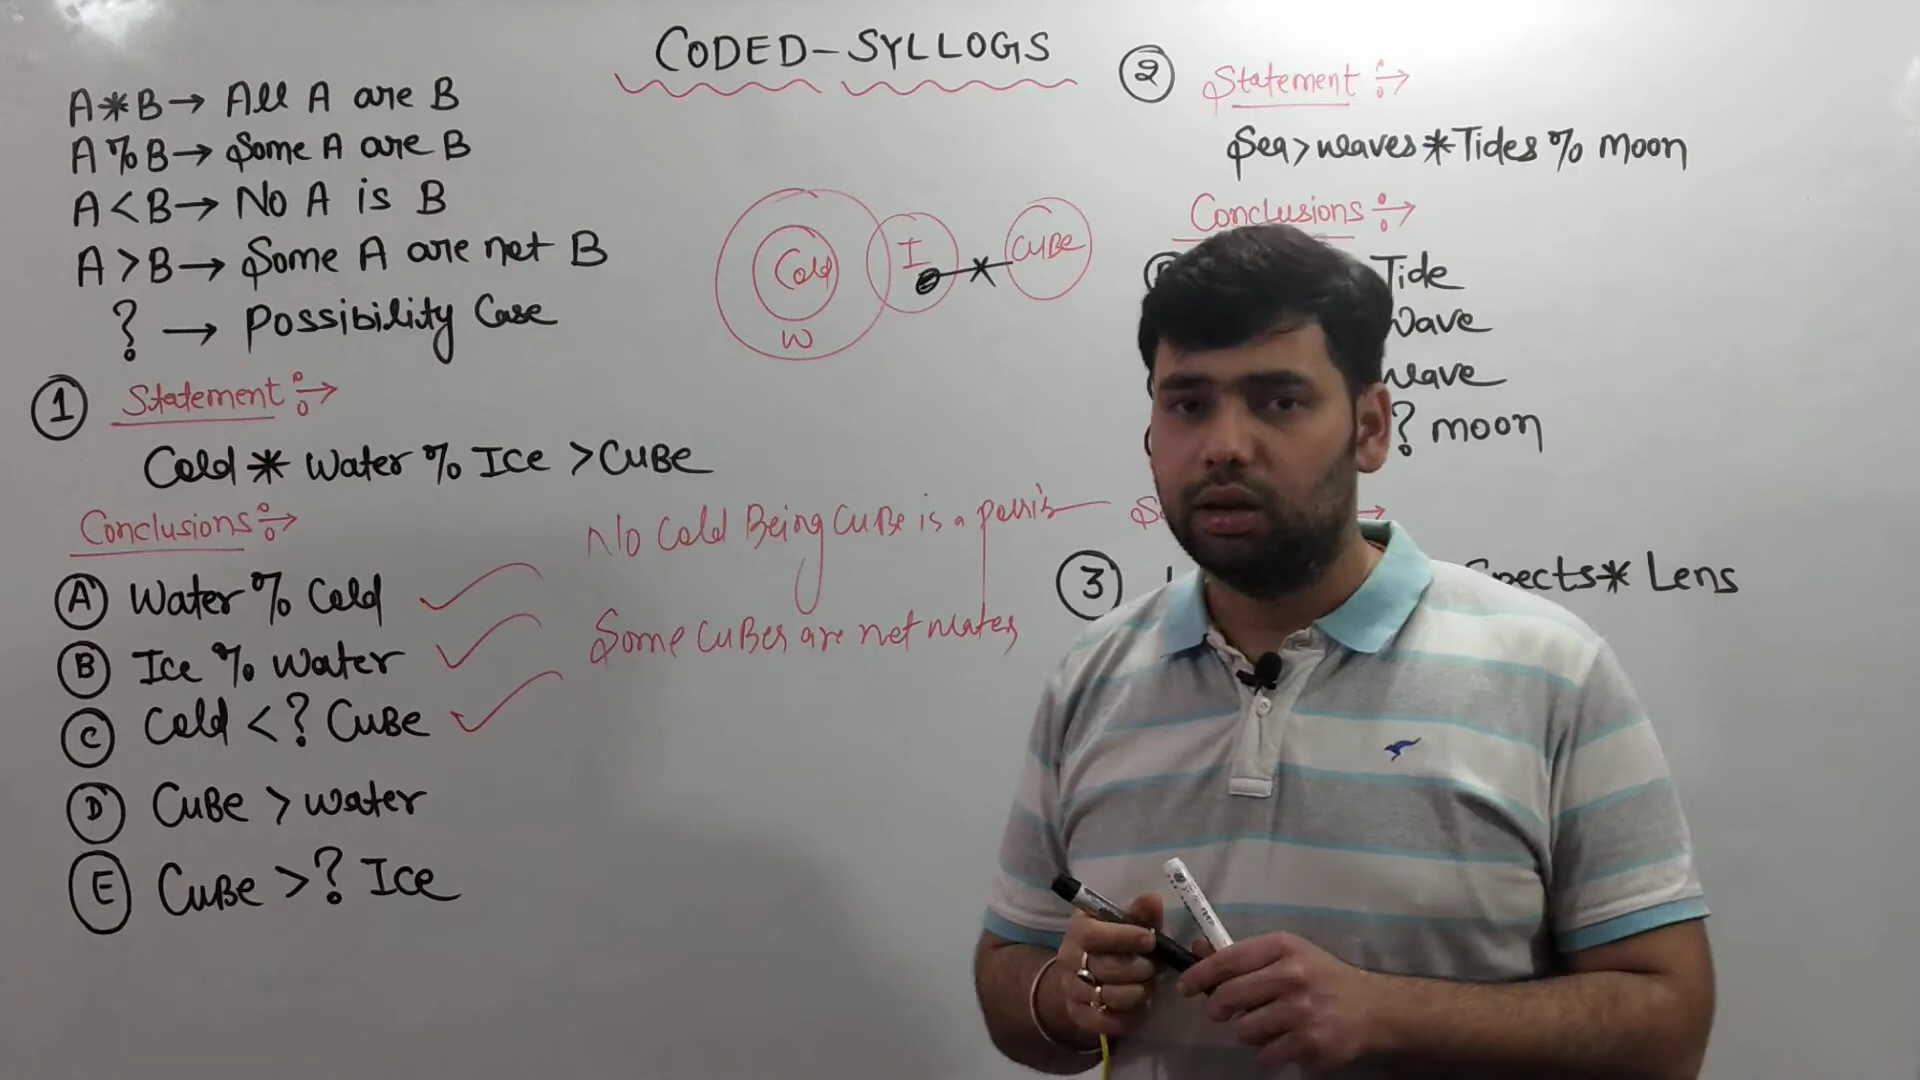 CODED-SYLLOGS
A*B→ All A are B
A%B→ Some A are B
A<B→ No A is B
A>B→ Some A are not B
? → Possibility Case
Cold
W
I
CUBE
① Statement →
Cold * Water % Ice > CUBE
Conclusions →
Ⓐ Water % Cold
Ⓑ Ice % Water
Ⓒ Cold <? CUBE
Ⓓ CUBE > water
Ⓔ CUBE >? Ice
No Cold Being CUBE is a
Some CUBES are not
② Statement →
Sea > waves * Tides % moon
Conclusions →
Tide
wave
wave
? moon
③
* Lens